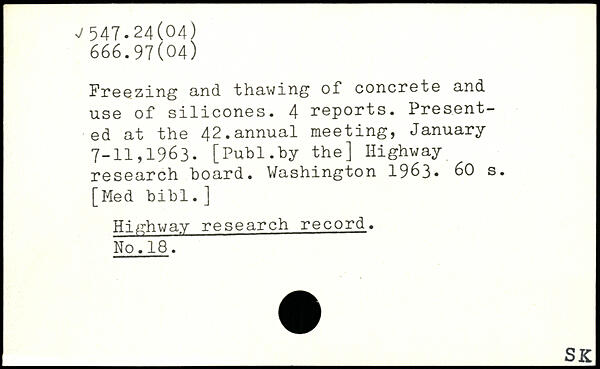 ✓547.24(04)
666.97(04)
Freezing and thawing of concrete and
use of silicones. 4 reports. Present-
ed at the 42.annual meeting, January
7-11,1963. [Publ.by the] Highway
research board. Washington 1963. 60 s.
[Med bibl.]
Highway research record.
No.18.
SK